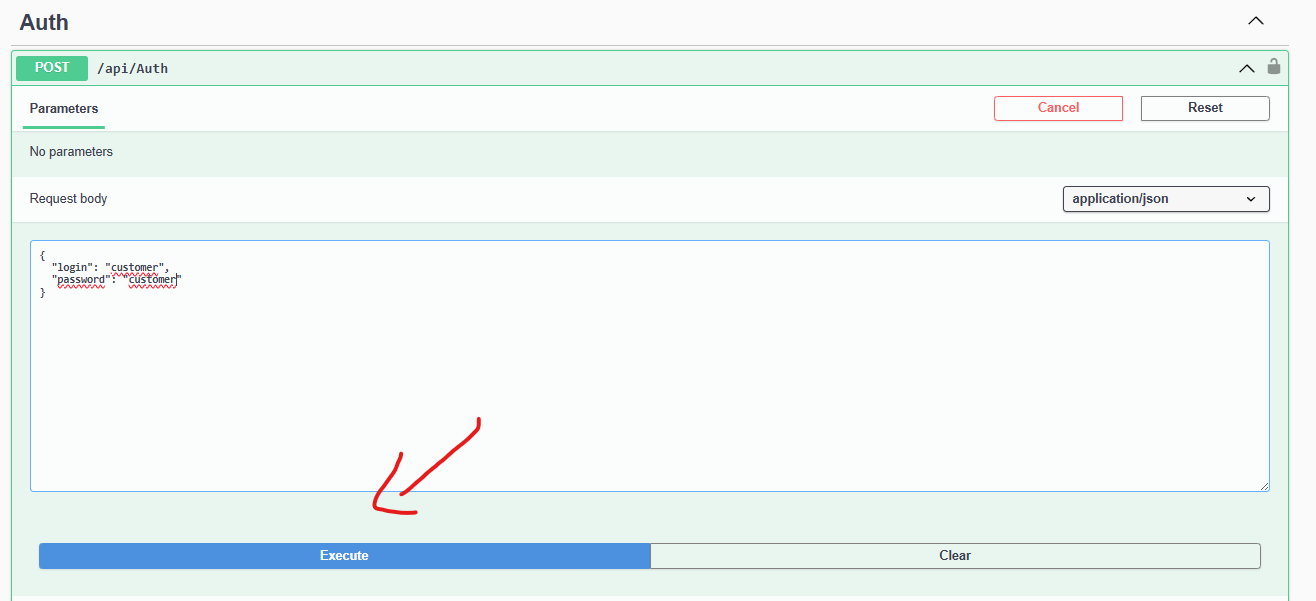 Auth
POST /api/Auth
Parameters Cancel Reset
No parameters
Request body application/json
{
"login": "customer",
"password": "customer"
}
Execute Clear